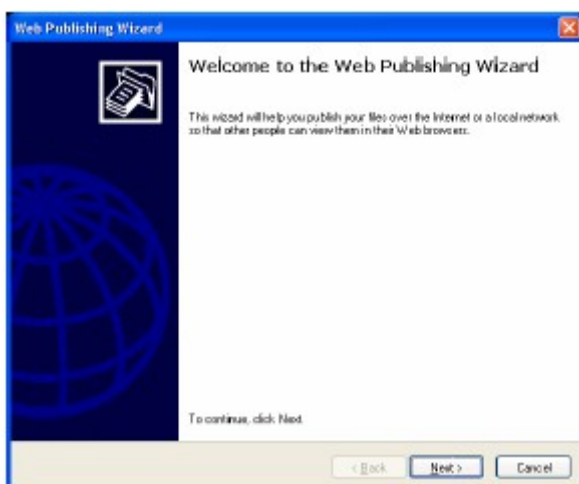 Web Publishing Wizard
Welcome to the Web Publishing Wizard
This wizard will help you publish your files over the Internet or a local network
so that other people can view them in their Web browsers.
To continue, click Next.
< Back
Next >
Cancel